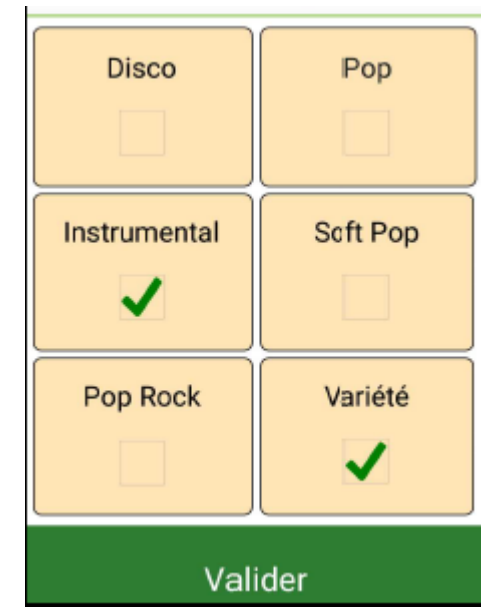 Disco
Pop
Instrumental
Soft Pop
Pop Rock
Variété
Valider